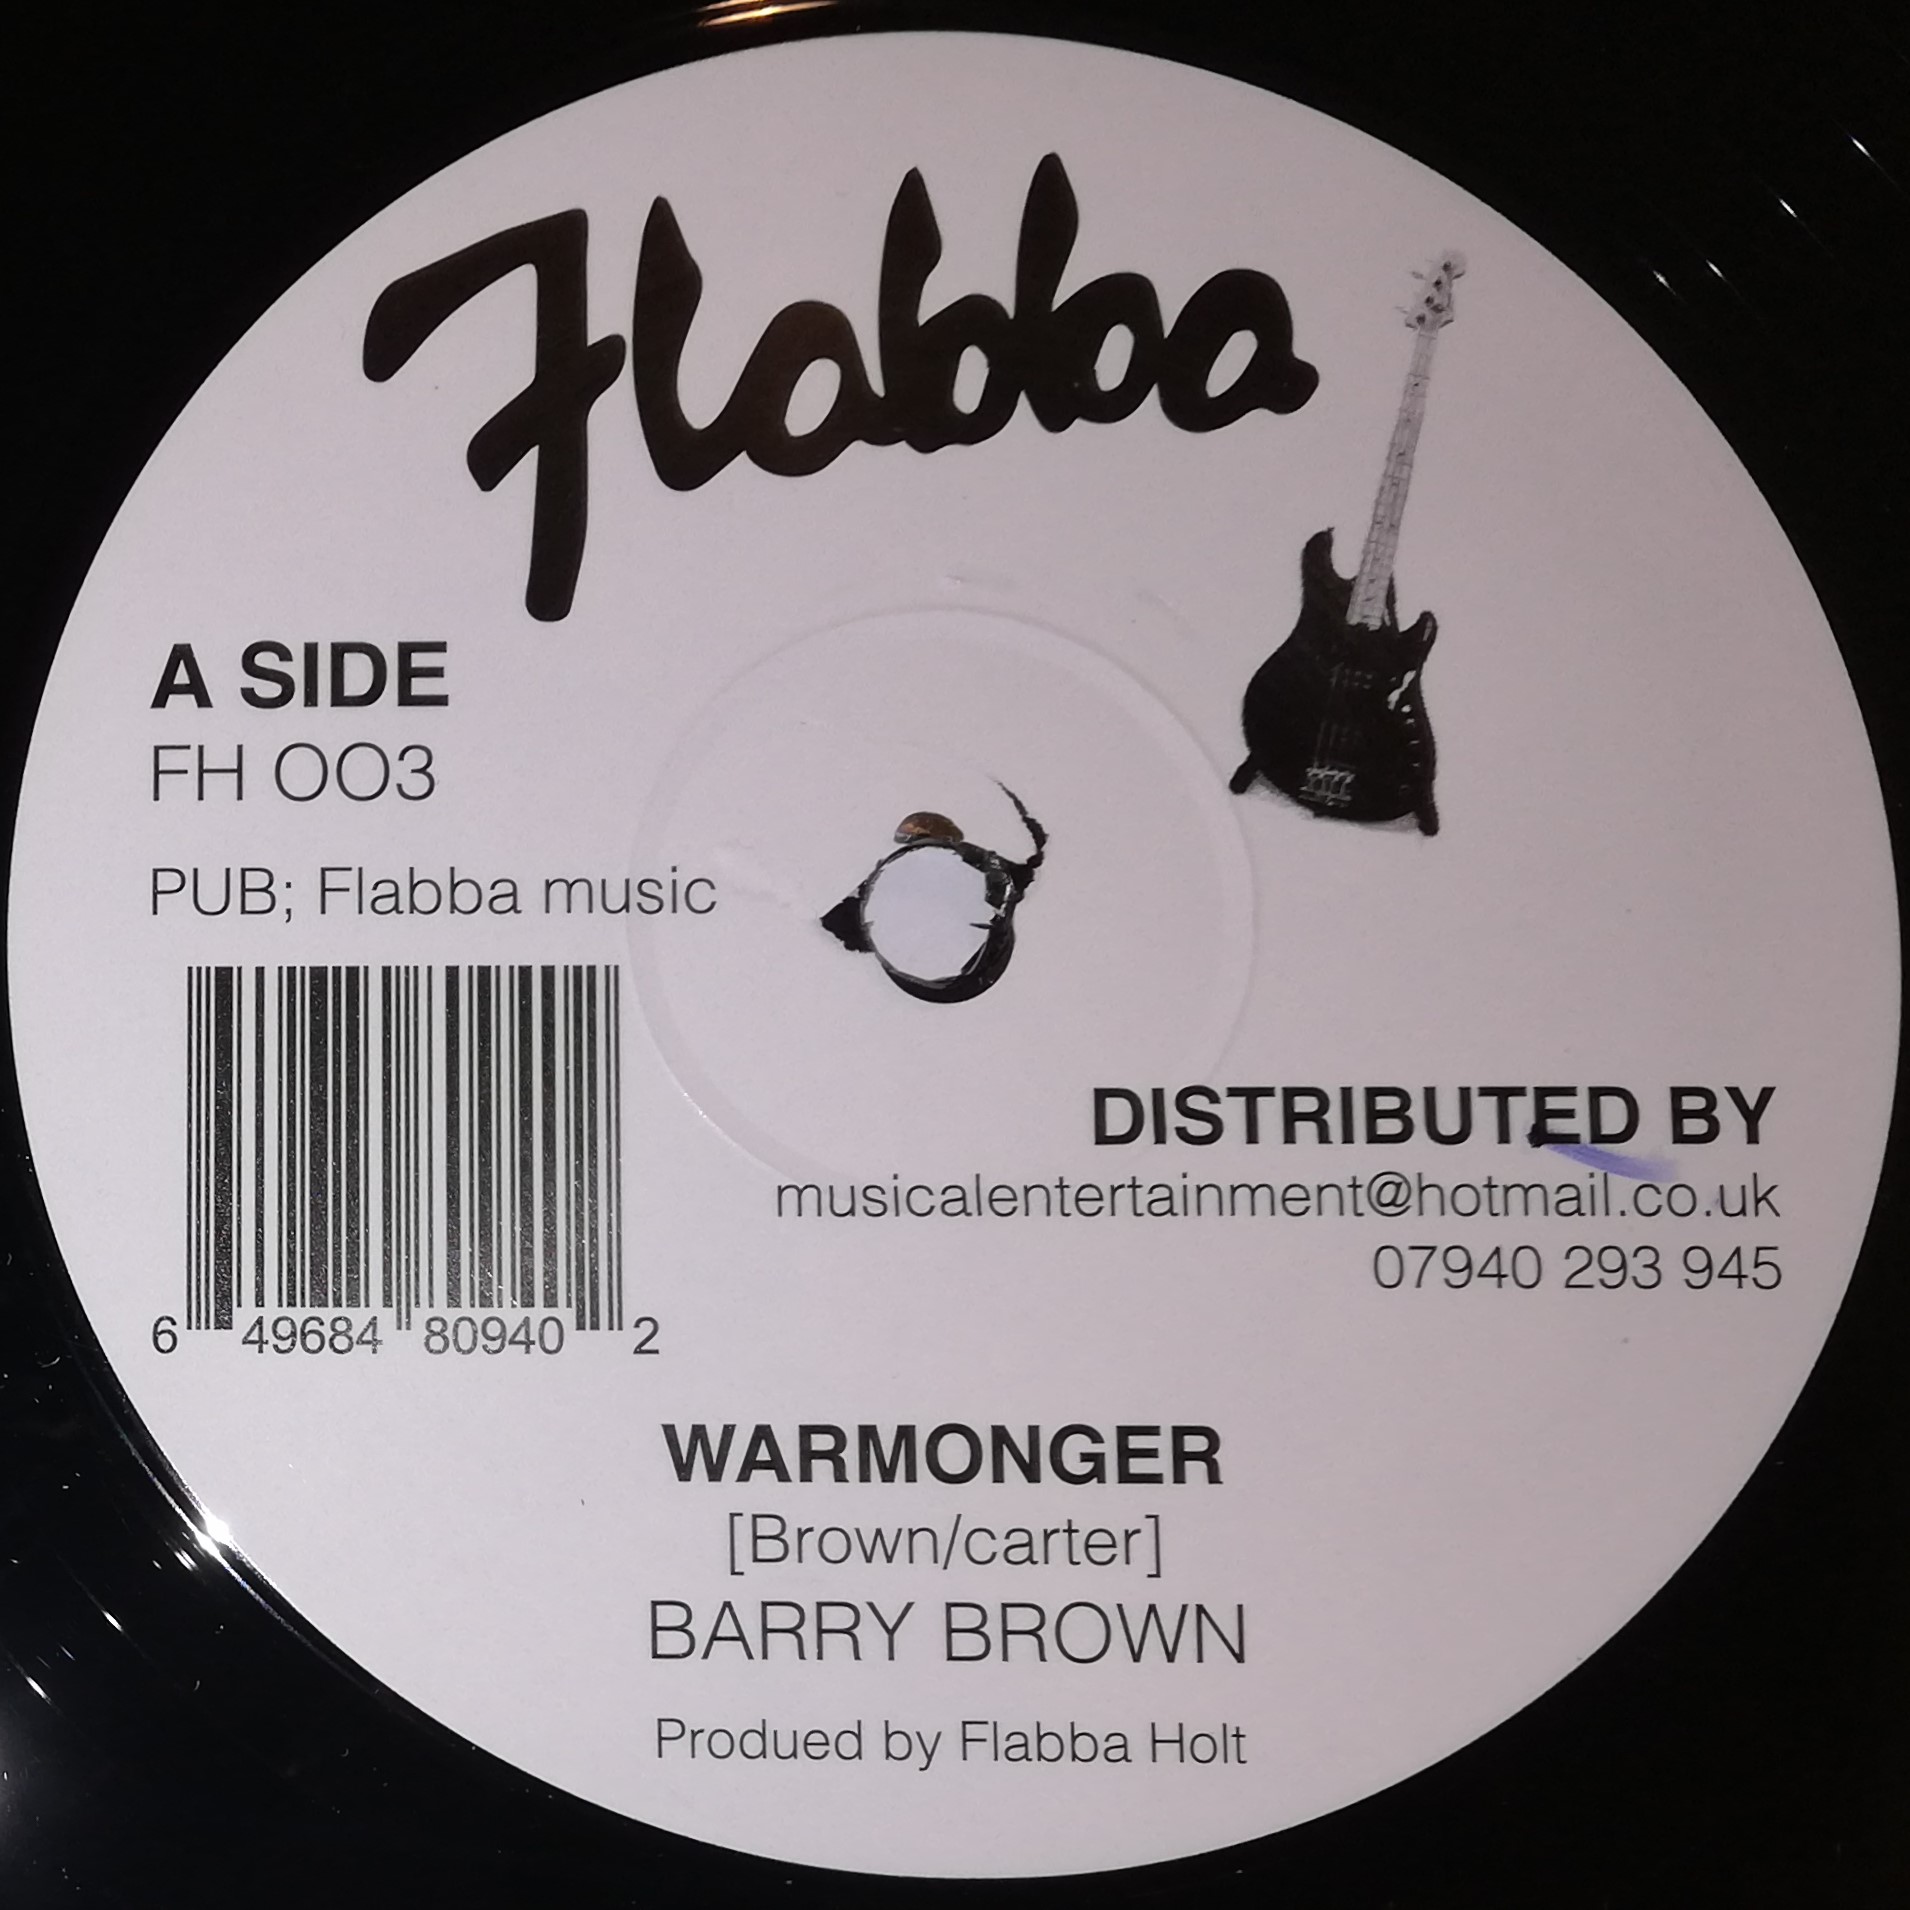 Flabba
A SIDE
FH OO3
PUB; Flabba music
6 49684 80940 2
DISTRIBUTED BY
musicalentertainment@hotmail.co.uk
07940 293 945
WARMONGER
[Brown/carter]
BARRY BROWN
Produed by Flabba Holt